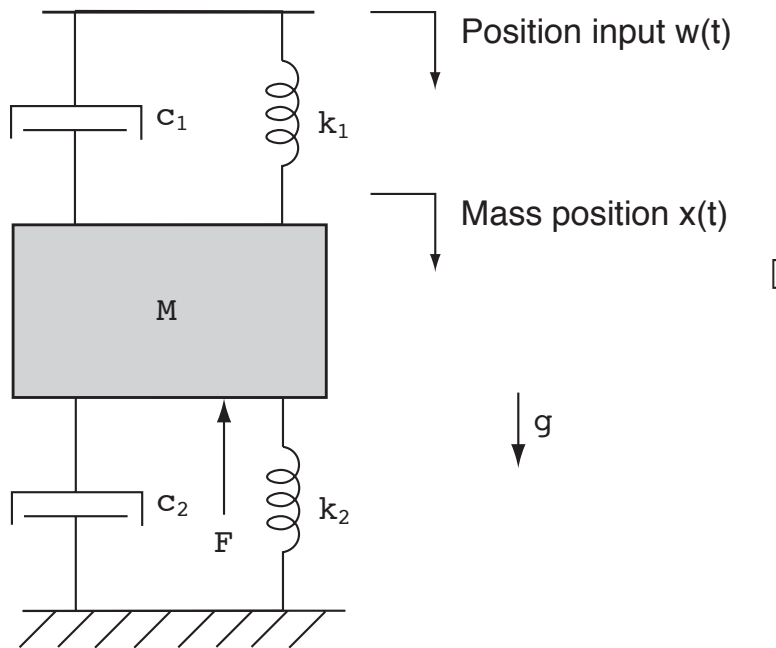 Position input w(t)
c₁
k₁
Mass position x(t)
M
g
c₂
k₂
F